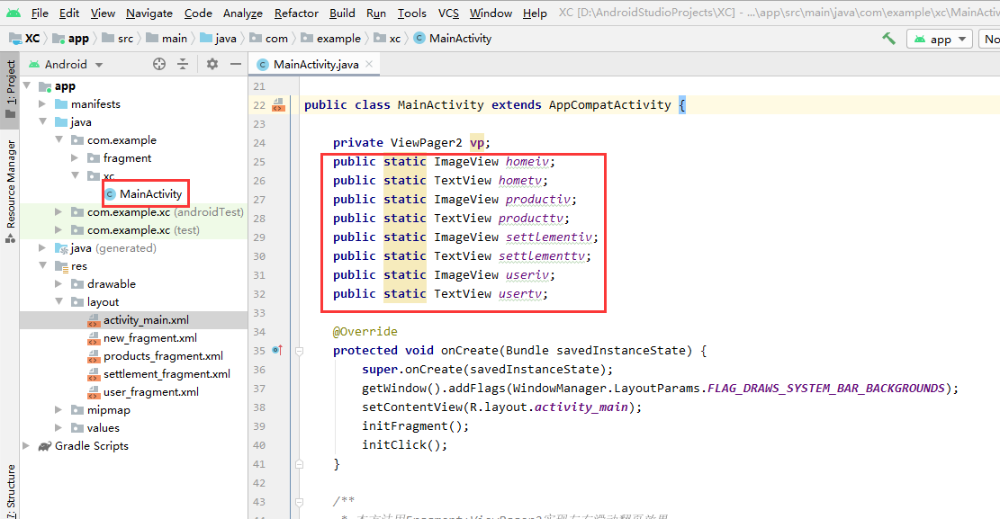 File Edit View Navigate Code Analyze Refactor Build Run Tools VCS Window Help XC [D:\AndroidStudioProjects\XC] - ...\app\src\main\java\com\example\xc\MainActiv
XC app src main java com example xc MainActivity app No
1: Project
Resource Manager
7: Structure
Android
MainActivity.java
app
manifests
java
com.example
fragment
xc
MainActivity
com.example.xc (androidTest)
com.example.xc (test)
java (generated)
res
drawable
layout
activity_main.xml
new_fragment.xml
products_fragment.xml
settlement_fragment.xml
user_fragment.xml
mipmap
values
Gradle Scripts
21
22 public class MainActivity extends AppCompatActivity {
23
24 private ViewPager2 vp;
25 public static ImageView homeiv;
26 public static TextView hometv;
27 public static ImageView productiv;
28 public static TextView producttv;
29 public static ImageView settlementiv;
30 public static TextView settlementtv;
31 public static ImageView useriv;
32 public static TextView usertv;
33
34 @Override
35 protected void onCreate(Bundle savedInstanceState) {
36 super.onCreate(savedInstanceState);
37 getWindow().addFlags(WindowManager.LayoutParams.FLAG_DRAWS_SYSTEM_BAR_BACKGROUNDS);
38 setContentView(R.layout.activity_main);
39 initFragment();
40 initClick();
41 }
42
43 /**